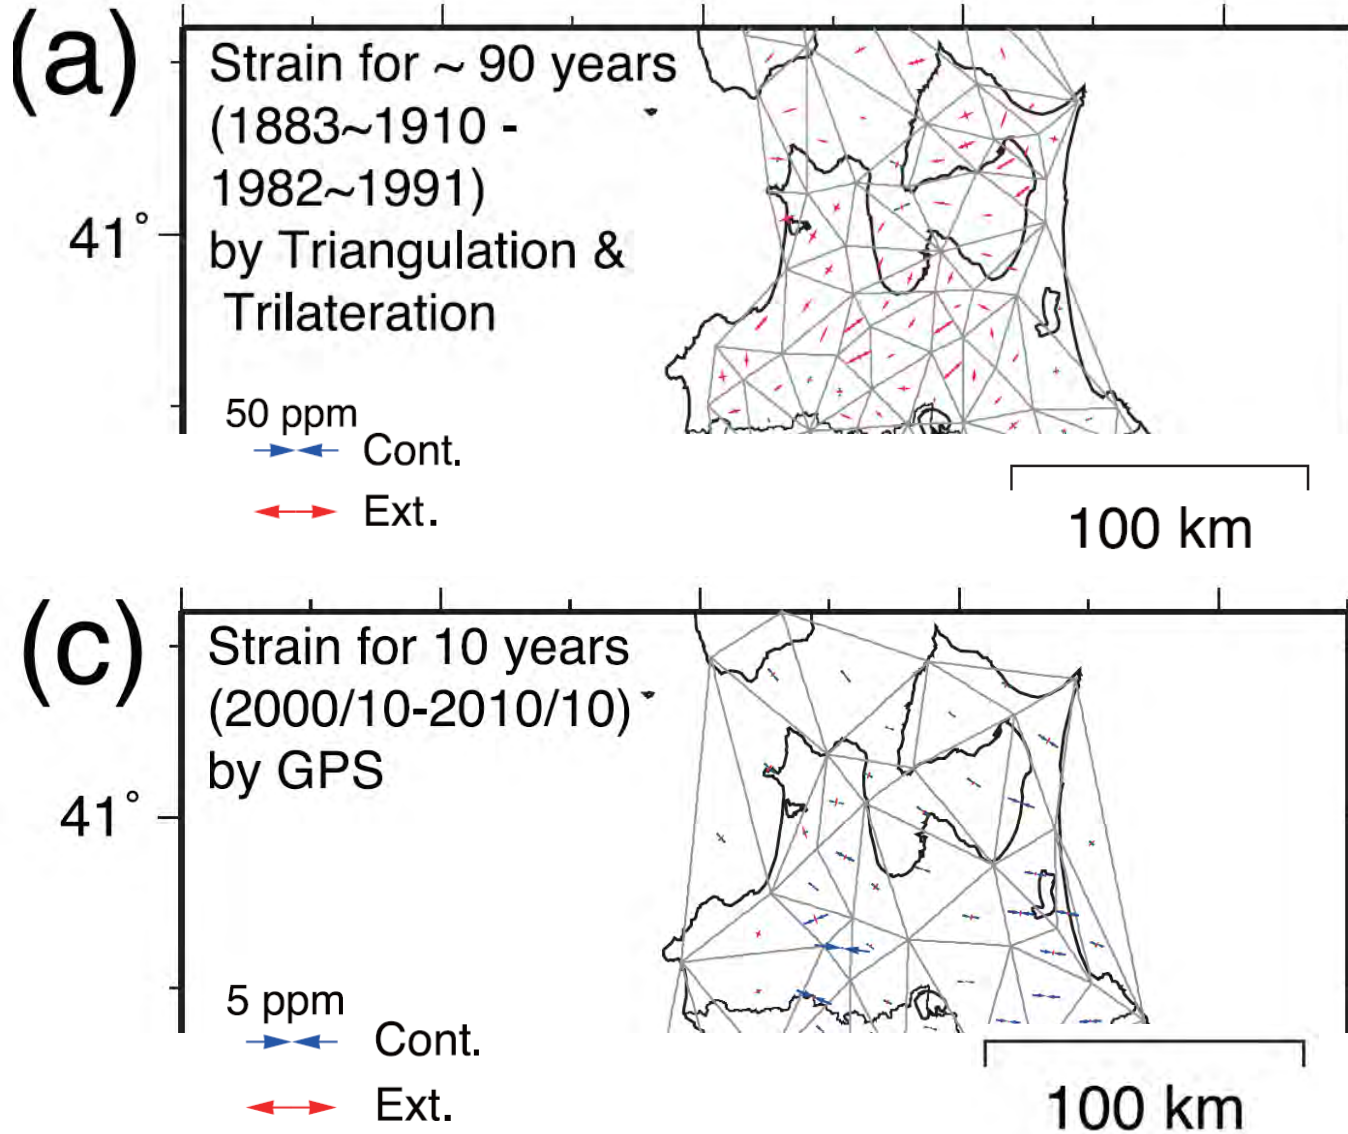 (a)
Strain for ~ 90 years
(1883~1910 -
1982~1991)
by Triangulation &
Trilateration
41°
50 ppm
Cont.
Ext.
100 km
(c)
Strain for 10 years
(2000/10-2010/10)
by GPS
41°
5 ppm
Cont.
Ext.
100 km